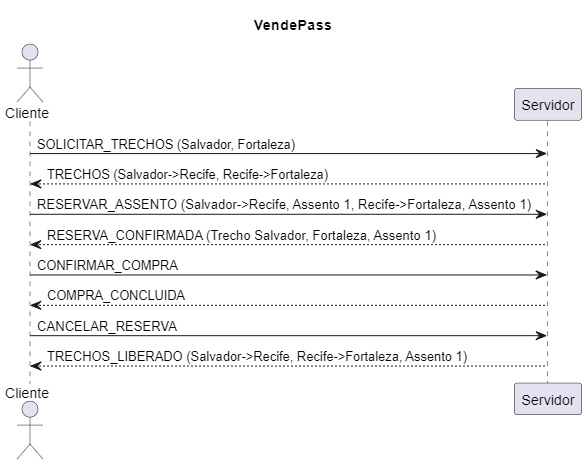 VendePass
Cliente
Servidor
SOLICITAR_TRECHOS (Salvador, Fortaleza)
TRECHOS (Salvador->Recife, Recife->Fortaleza)
RESERVAR_ASSENTO (Salvador->Recife, Assento 1, Recife->Fortaleza, Assento 1)
RESERVA_CONFIRMADA (Trecho Salvador, Fortaleza, Assento 1)
CONFIRMAR_COMPRA
COMPRA_CONCLUIDA
CANCELAR_RESERVA
TRECHOS_LIBERADO (Salvador->Recife, Recife->Fortaleza, Assento 1)
Cliente
Servidor